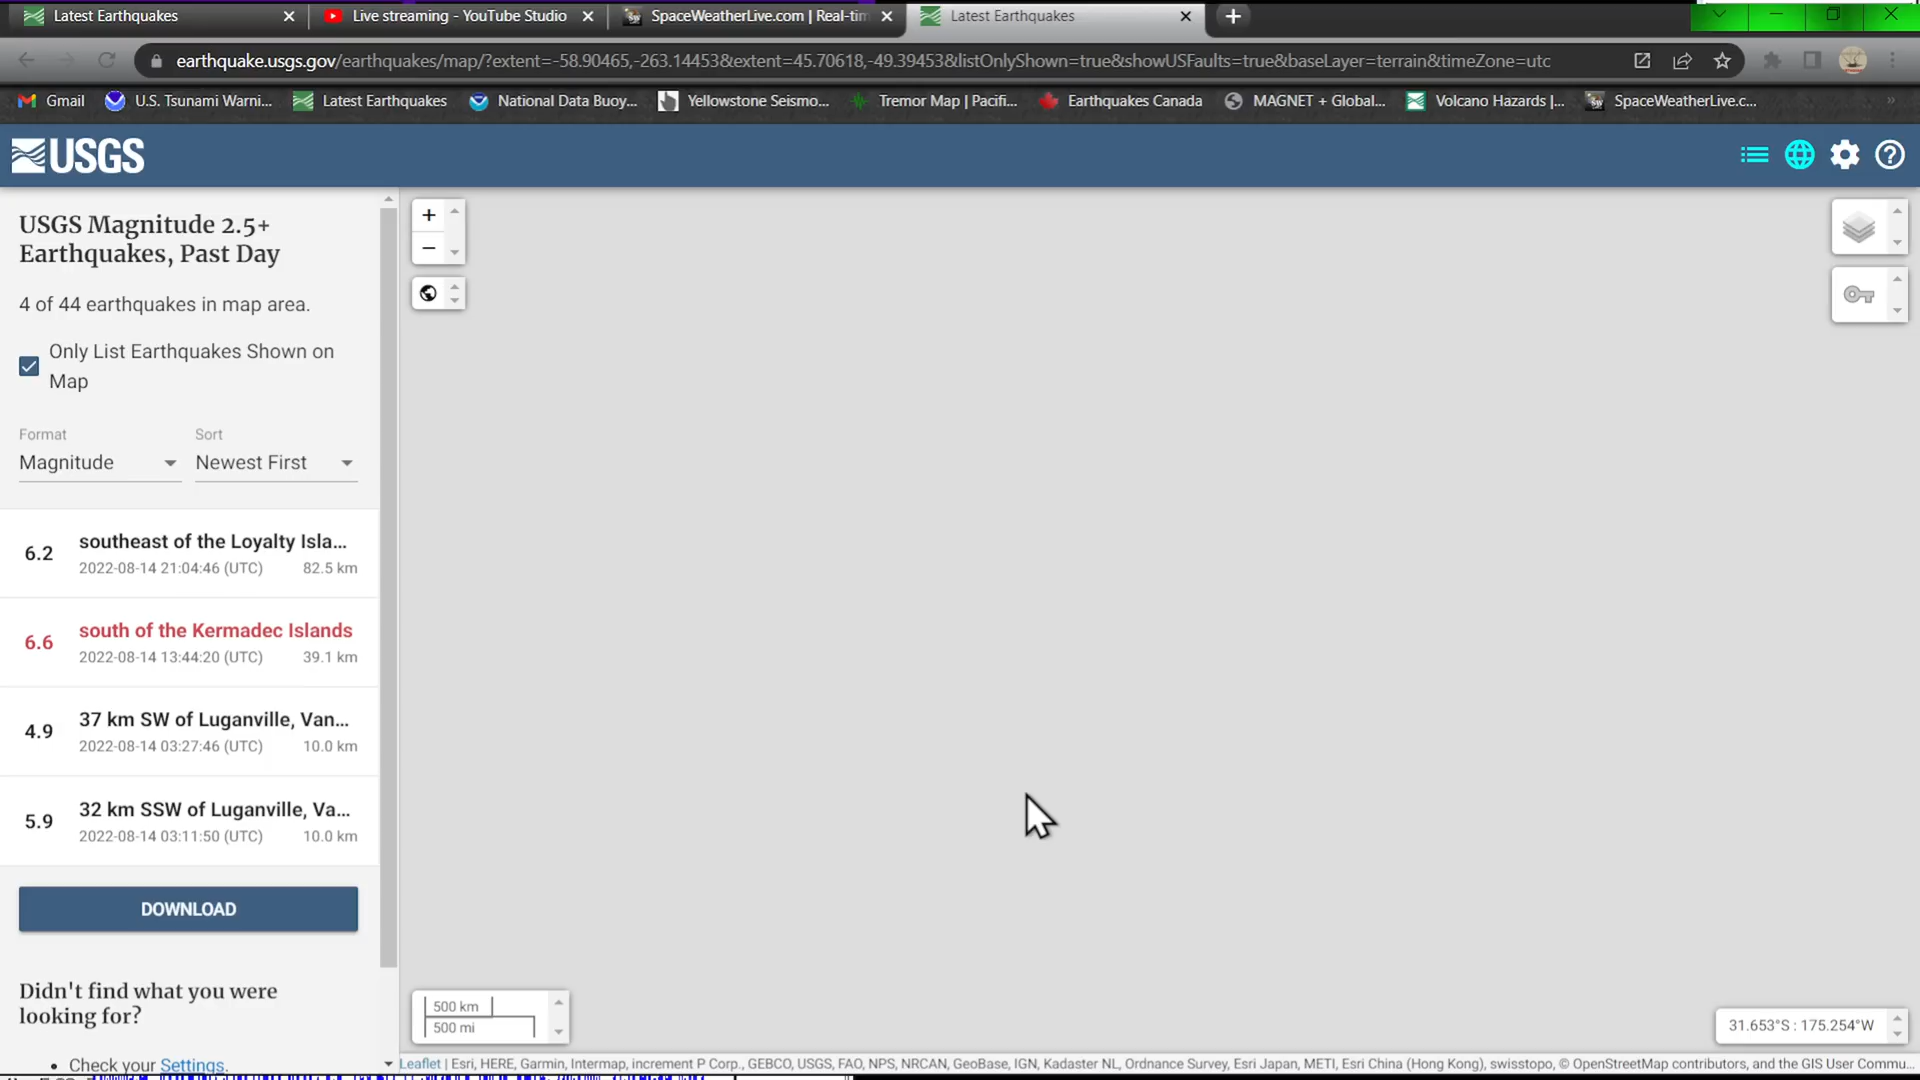 Latest Earthquakes
Live streaming - YouTube Studio
SpaceWeatherLive.com | Real-tim
Latest Earthquakes
earthquake.usgs.gov/earthquakes/map/?extent=-58.90465,-263.14453&extent=45.70618,-49.39453&listOnlyShown=true&showUSFaults=true&baseLayer=terrain&timeZone=utc
Gmail
U.S. Tsunami Warni...
Latest Earthquakes
National Data Buoy...
Yellowstone Seismo...
Tremor Map | Pacifi...
Earthquakes Canada
MAGNET + Global...
Volcano Hazards |...
SpaceWeatherLive.c...
USGS
USGS Magnitude 2.5+
Earthquakes, Past Day
4 of 44 earthquakes in map area.
Only List Earthquakes Shown on
Map
Format
Sort
Magnitude
Newest First
6.2
southeast of the Loyalty Isla...
2022-08-14 21:04:46 (UTC)
82.5 km
6.6
south of the Kermadec Islands
2022-08-14 13:44:20 (UTC)
39.1 km
4.9
37 km SW of Luganville, Van...
2022-08-14 03:27:46 (UTC)
10.0 km
5.9
32 km SSW of Luganville, Va...
2022-08-14 03:11:50 (UTC)
10.0 km
DOWNLOAD
Didn't find what you were
looking for?
Check your Settings.
500 km
500 mi
31.653°S : 175.254°W
Leaflet | Esri, HERE, Garmin, Intermap, increment P Corp., GEBCO, USGS, FAO, NPS, NRCAN, GeoBase, IGN, Kadaster NL, Ordnance Survey, Esri Japan, METI, Esri China (Hong Kong), swisstopo, © OpenStreetMap contributors, and the GIS User Commu...